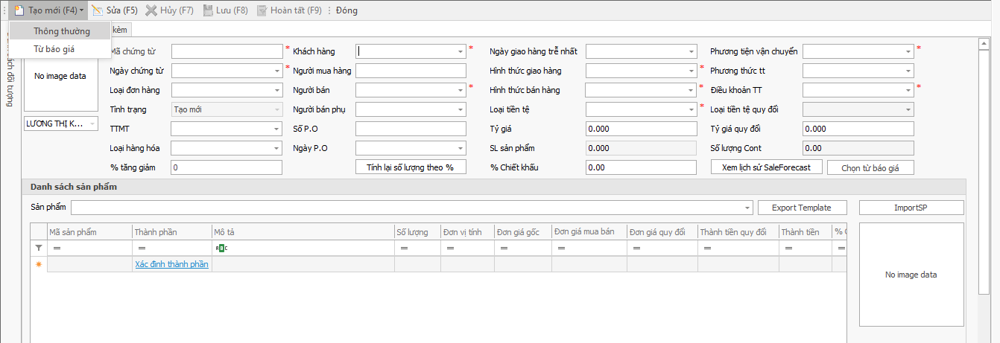 Tạo mới (F4) Sửa (F5) Hủy (F7) Lưu (F8) Hoàn tất (F9) Đóng
Thông thường
kèm
Từ báo giá
Mã chứng từ * Khách hàng * Ngày giao hàng trễ nhất Phương tiện vận chuyển *
No image data
Ngày chứng từ * Người mua hàng Hình thức giao hàng * Phương thức tt
Loại đơn hàng Người bán * Hình thức bán hàng * Điều khoản TT *
Tình trạng Tạo mới Người bán phụ Loại tiền tệ * Loại tiền tệ quy đổi
LƯƠNG THỊ K...
TTMT Số P.O Tỷ giá 0.000 Tỷ giá quy đổi 0.000
Loại hàng hóa Ngày P.O SL sản phẩm 0.000 Số lượng Cont 0.00
% tăng giảm 0 Tính lại số lượng theo % % Chiết khấu 0.00 Xem lịch sử SaleForecast Chọn từ báo giá
Danh sách sản phẩm
Sản phẩm Export Template ImportSP
Mã sản phẩm Thành phần Mô tả Số lượng Đơn vị tính Đơn giá gốc Đơn giá mua bán Đơn giá quy đổi Thành tiền quy đổi Thành tiền %
= = ABC = = = = = = = =
Xác định thành phần
No image data
đối tượng